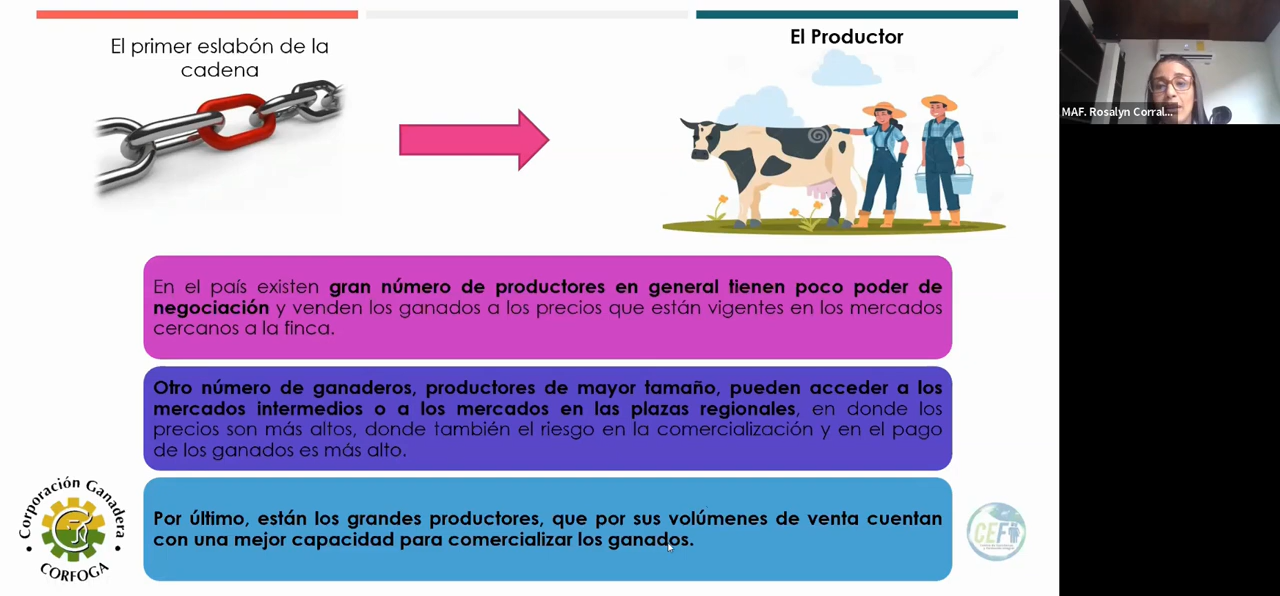 El primer eslabón de la
cadena
El Productor
MAF. Rosalyn Corral...
En el país existen gran número de productores en general tienen poco poder de
negociación y venden los ganados a los precios que están vigentes en los mercados
cercanos a la finca.
Otro número de ganaderos, productores de mayor tamaño, pueden acceder a los
mercados intermedios o a los mercados en las plazas regionales, en donde los
precios son más altos, donde también el riesgo en la comercialización y en el pago
de los ganados es más alto.
Por último, están los grandes productores, que por sus volúmenes de venta cuentan
con una mejor capacidad para comercializar los ganados.
Corporación Ganadera
CORFOGA
CEFI